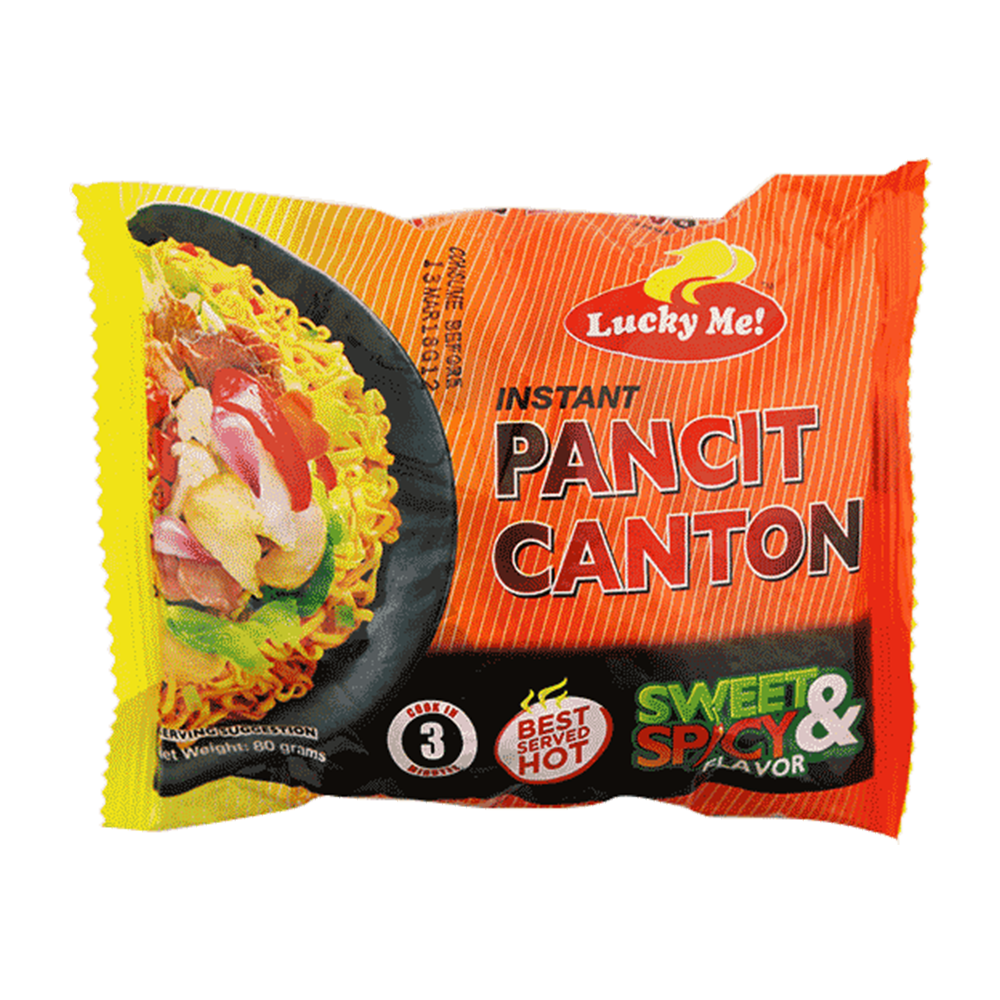 CONSUME BEFORE
13MAR18G12
Lucky Me!
INSTANT
PANCIT
CANTON
COOK IN
3
MINUTES
BEST
SERVED
HOT
SWEET &
SPICY
FLAVOR
SERVING SUGGESTION
Net Weight: 80 grams